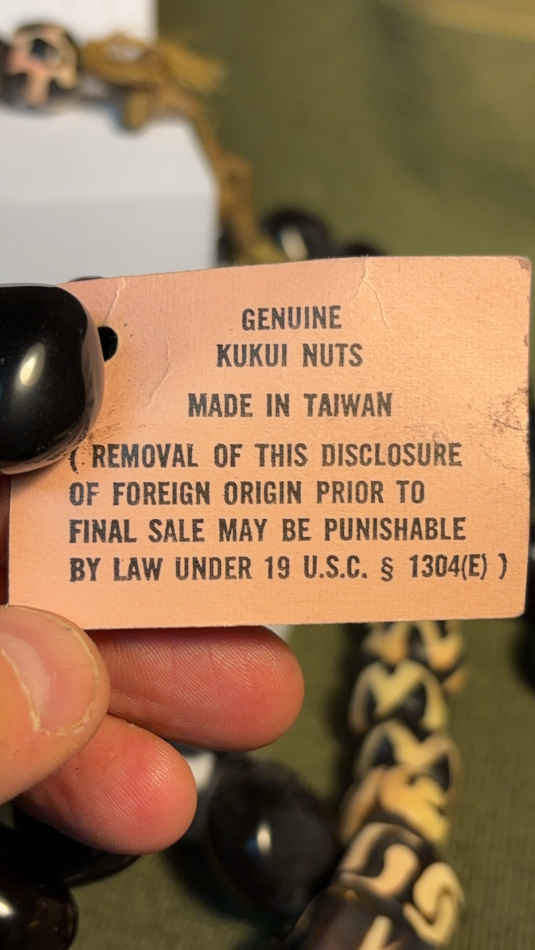 GENUINE
KUKUI NUTS
MADE IN TAIWAN
( REMOVAL OF THIS DISCLOSURE
OF FOREIGN ORIGIN PRIOR TO
FINAL SALE MAY BE PUNISHABLE
BY LAW UNDER 19 U.S.C. § 1304(E) )